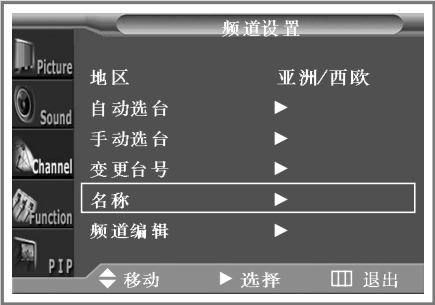 频道设置
Picture
地区 亚洲/西欧
自动选台 ▶
Sound
手动选台 ▶
Channel
变更台号 ▶
名称 ▶
Function
频道编辑 ▶
PIP
移动 ▶选择 退出